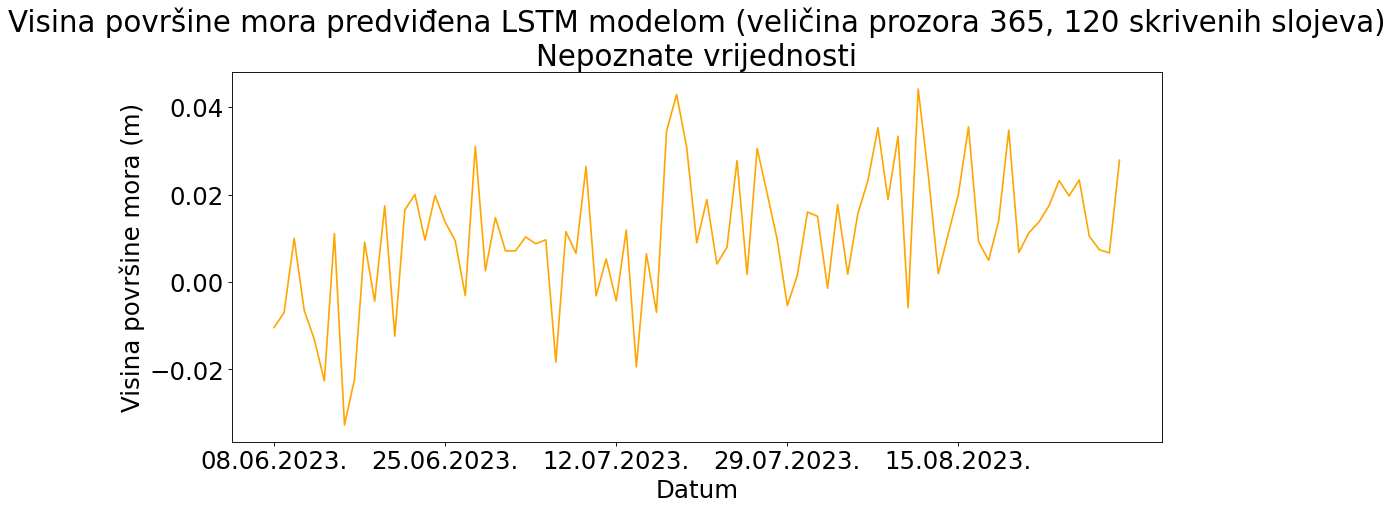 Visina površine mora predviđena LSTM modelom (veličina prozora 365, 120 skrivenih slojeva)
Nepoznate vrijednosti
Visina površine mora (m)
0.04
0.02
0.00
−0.02
08.06.2023. 25.06.2023. 12.07.2023. 29.07.2023. 15.08.2023.
Datum